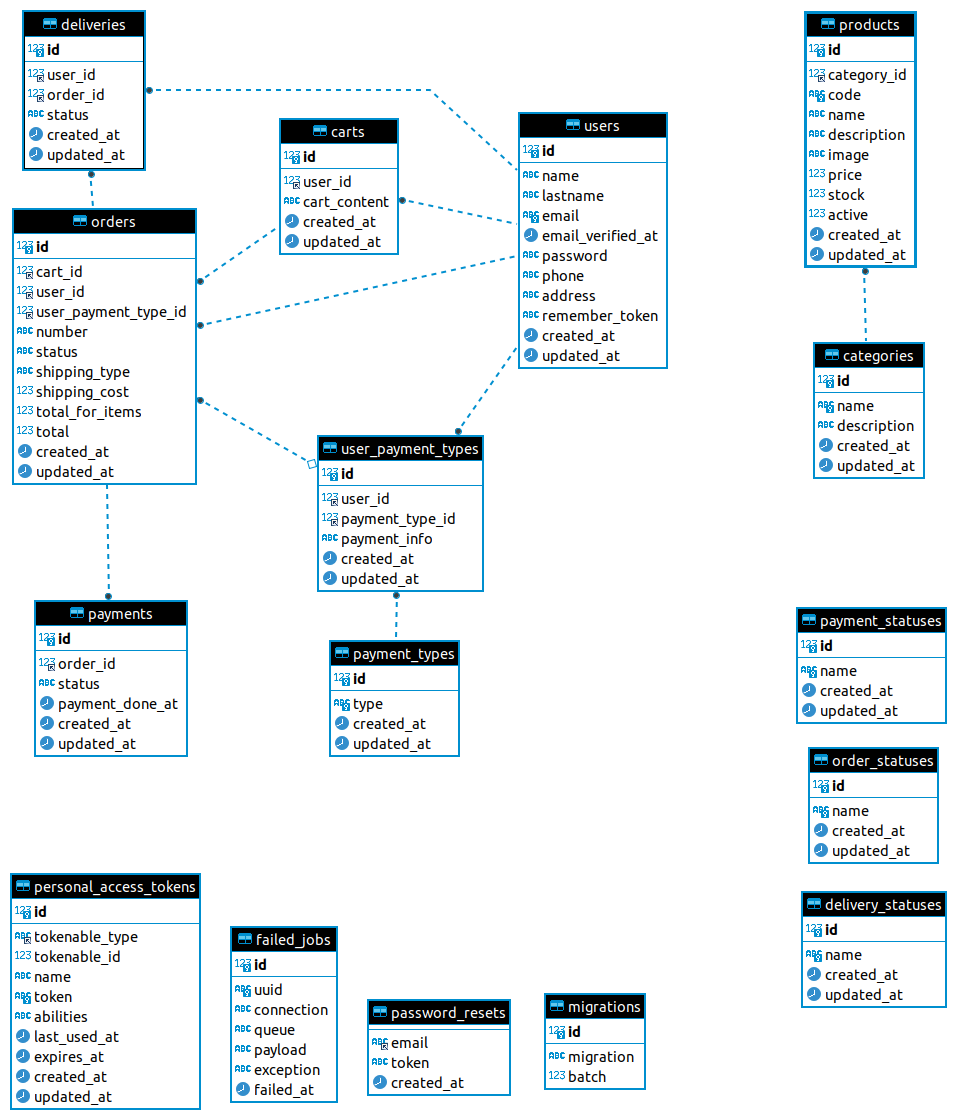 deliveries
id
user_id
order_id
status
created_at
updated_at
carts
id
user_id
cart_content
created_at
updated_at
users
id
name
lastname
email
email_verified_at
password
phone
address
remember_token
created_at
updated_at
products
id
category_id
code
name
description
image
price
stock
active
created_at
updated_at
orders
id
cart_id
user_id
user_payment_type_id
number
status
shipping_type
shipping_cost
total_for_items
total
created_at
updated_at
categories
id
name
description
created_at
updated_at
user_payment_types
id
user_id
payment_type_id
payment_info
created_at
updated_at
payments
id
order_id
status
payment_done_at
created_at
updated_at
payment_types
id
type
created_at
updated_at
payment_statuses
id
name
created_at
updated_at
order_statuses
id
name
created_at
updated_at
delivery_statuses
id
name
created_at
updated_at
personal_access_tokens
id
tokenable_type
tokenable_id
name
token
abilities
last_used_at
expires_at
created_at
updated_at
failed_jobs
id
uuid
connection
queue
payload
exception
failed_at
password_resets
email
token
created_at
migrations
id
migration
batch